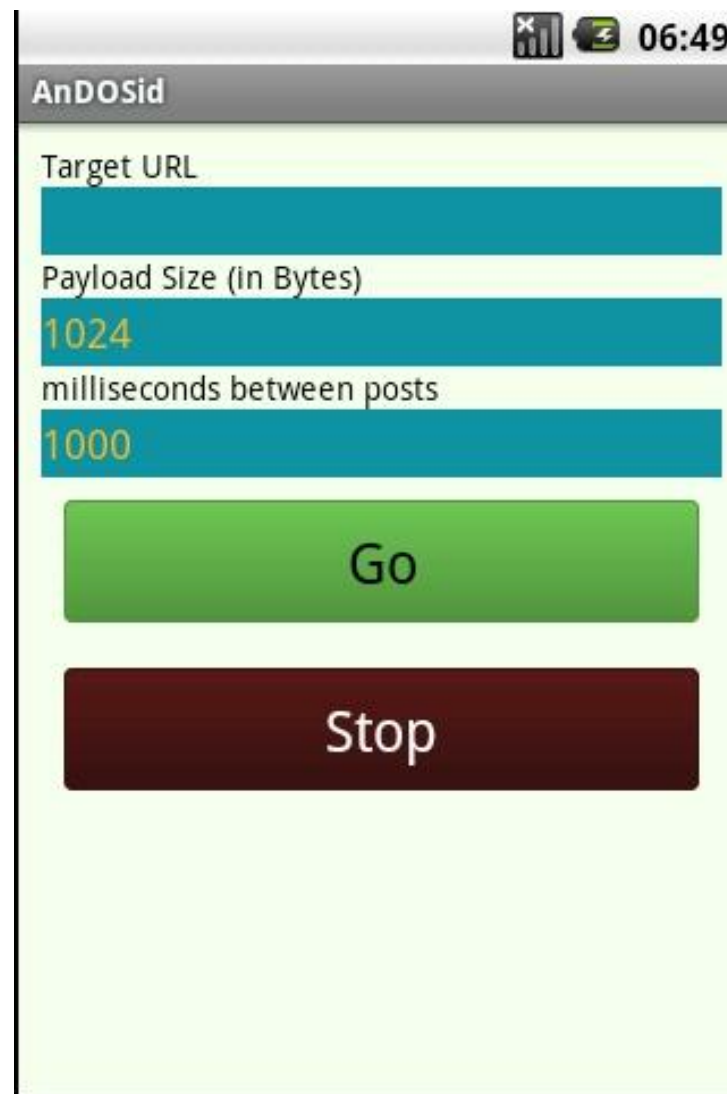 06:49
AnDOSid
Target URL
Payload Size (in Bytes)
1024
milliseconds between posts
1000
Go
Stop